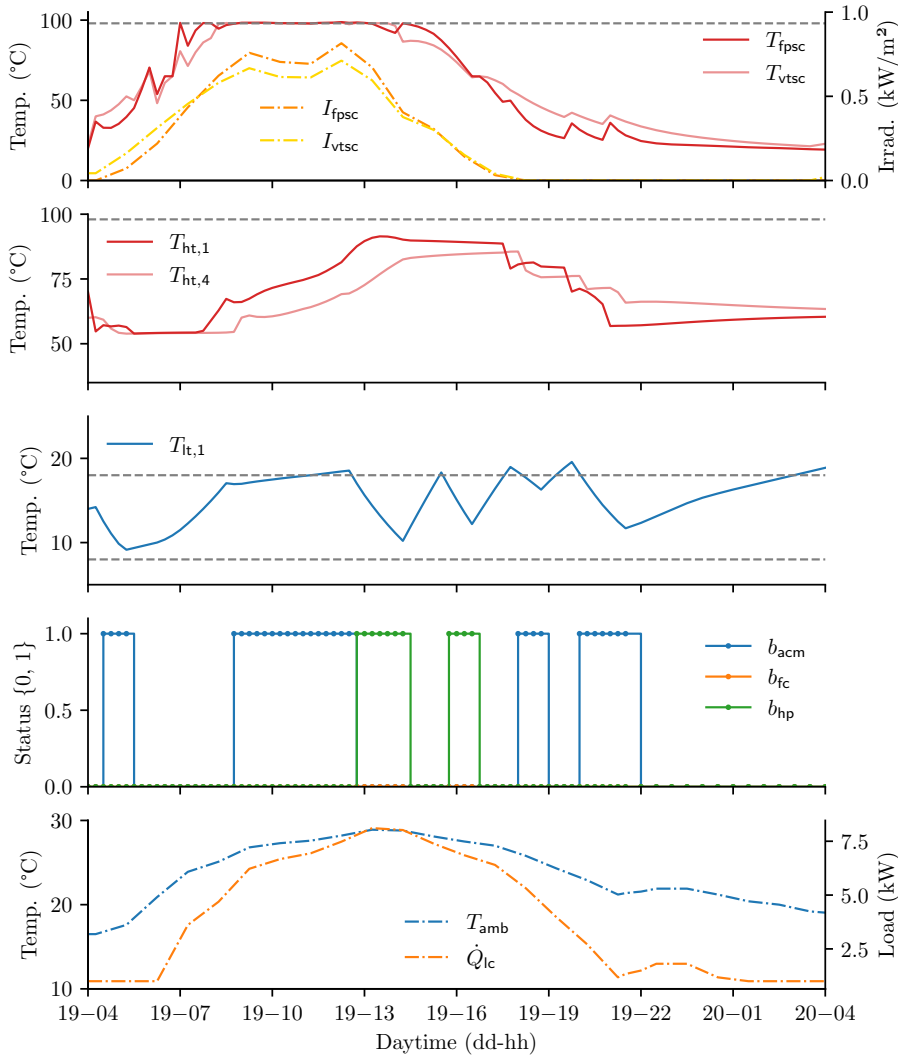 100
50
0
Temp. (°C)
T_fpsc
T_vtsc
I_fpsc
I_vtsc
1.0
0.5
0.0
Irrad. (kW/m²)
100
75
50
Temp. (°C)
T_ht,1
T_ht,4
20
10
Temp. (°C)
T_lt,1
1.0
0.5
0.0
Status {0, 1}
b_acm
b_fc
b_hp
30
20
10
Temp. (°C)
T_amb
Q̇_lc
7.5
5.0
2.5
Load (kW)
19−04 19−07 19−10 19−13 19−16 19−19 19−22 20−01 20−04
Daytime (dd-hh)